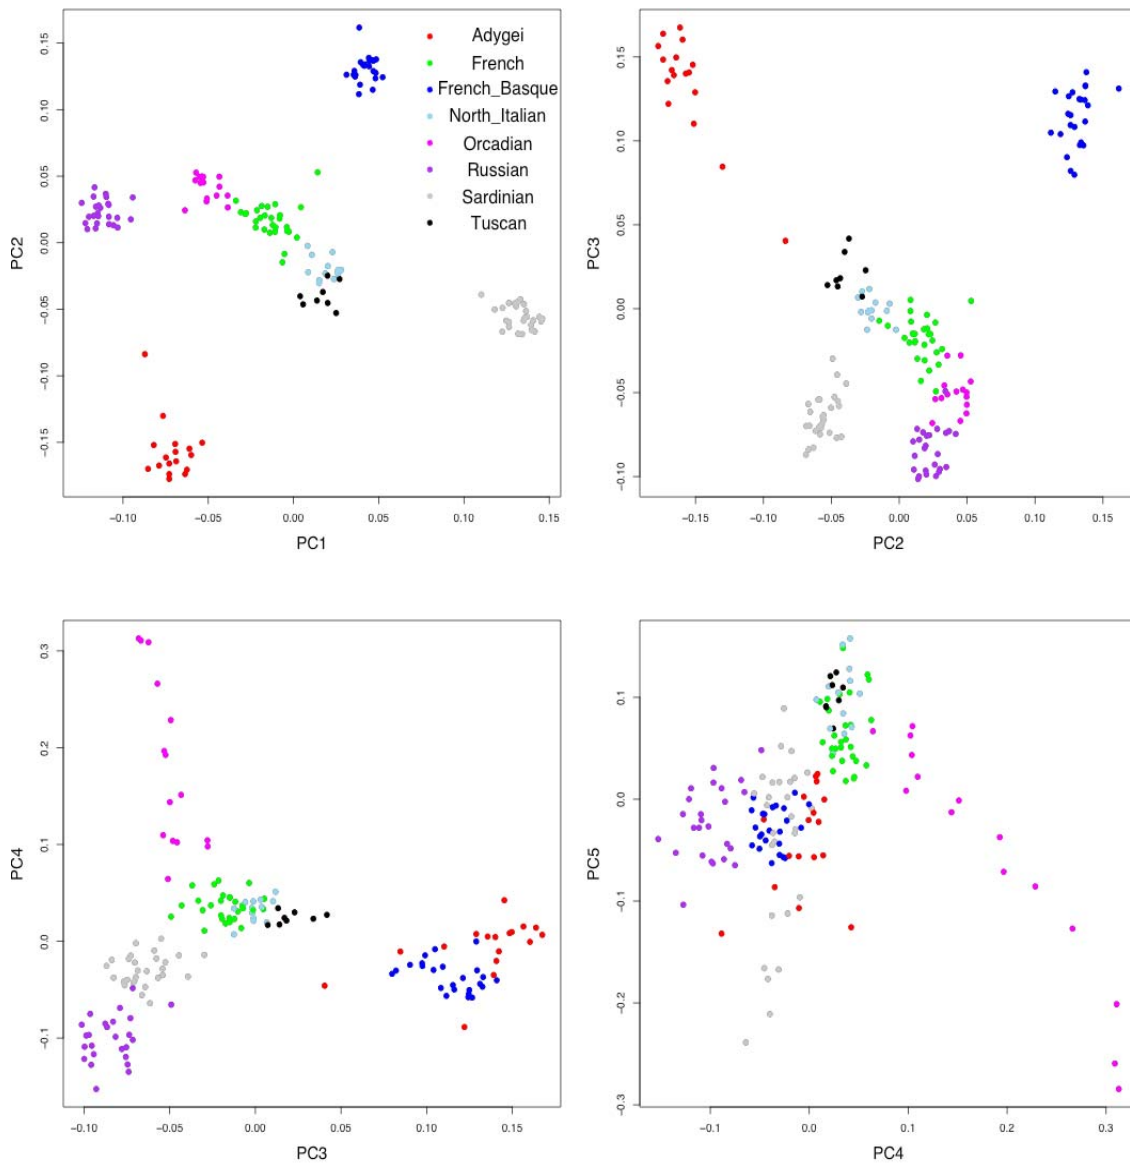 0.15
0.10
0.05
0.00
−0.05
−0.10
−0.15
PC2
−0.10
−0.05
0.00
0.05
0.10
0.15
PC1
Adygei
French
French_Basque
North_Italian
Orcadian
Russian
Sardinian
Tuscan
0.15
0.10
0.05
0.00
−0.05
−0.10
PC3
−0.15
−0.10
−0.05
0.00
0.05
0.10
0.15
PC2
0.3
0.2
0.1
0.0
−0.1
PC4
−0.10
−0.05
0.00
0.05
0.10
0.15
PC3
0.1
0.0
−0.1
−0.2
−0.3
PC5
−0.1
0.0
0.1
0.2
0.3
PC4